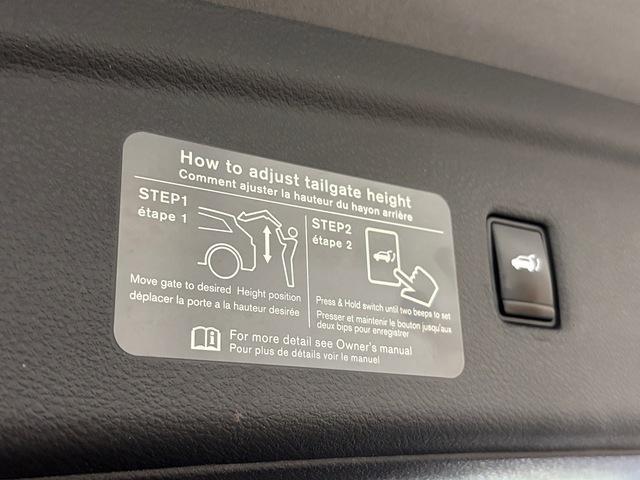 How to adjust tailgate height
Comment ajuster la hauteur du hayon arrière
STEP1
étape 1
Move gate to desired Height position
déplacer la porte a la hauteur desirée
STEP2
étape 2
Press & Hold switch until two beeps to set
Presser et maintenir le bouton jusqu'aux
deux bips pour enregistrer
For more detail see Owner's manual
Pour plus de détails voir le manuel